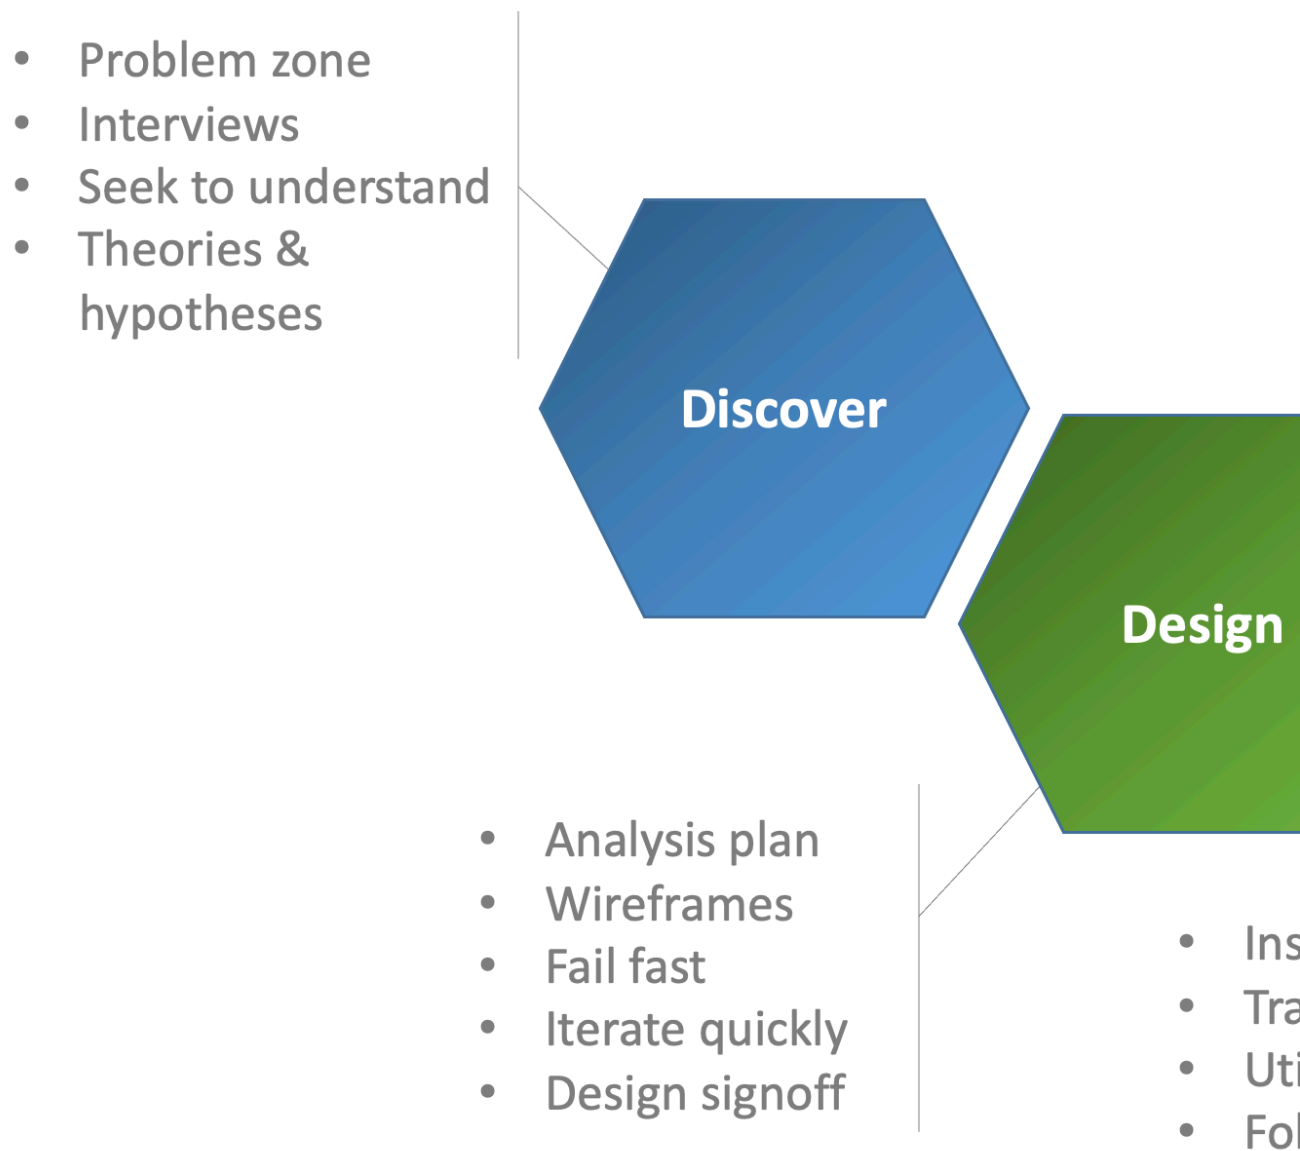 • Problem zone
• Interviews
• Seek to understand
• Theories &
hypotheses
Discover
Design
• Analysis plan
• Wireframes
• Fail fast
• Iterate quickly
• Design signoff